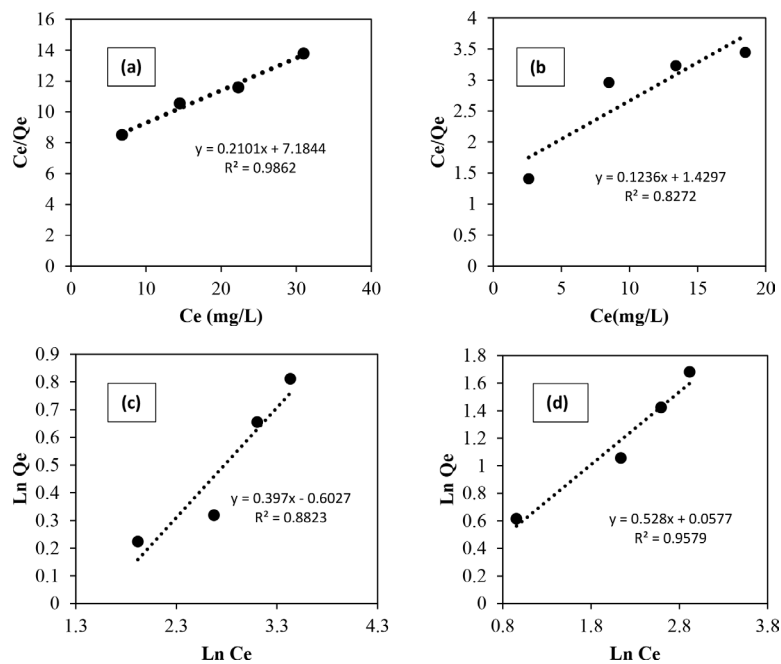 16
14
12
10
8
6
4
2
0
Ce/Qe
(a)
y = 0.2101x + 7.1844
R² = 0.9862
0 10 20 30 40
Ce (mg/L)
4
3.5
3
2.5
2
1.5
1
0.5
0
Ce/Qe
(b)
y = 0.1236x + 1.4297
R² = 0.8272
0 5 10 15 20
Ce(mg/L)
0.9
0.8
0.7
0.6
0.5
0.4
0.3
0.2
0.1
0
Ln Qe
(c)
y = 0.397x - 0.6027
R² = 0.8823
1.3 2.3 3.3 4.3
Ln Ce
1.8
1.6
1.4
1.2
1
0.8
0.6
0.4
0.2
0
Ln Qe
(d)
y = 0.528x + 0.0577
R² = 0.9579
0.8 1.8 2.8 3.8
Ln Ce